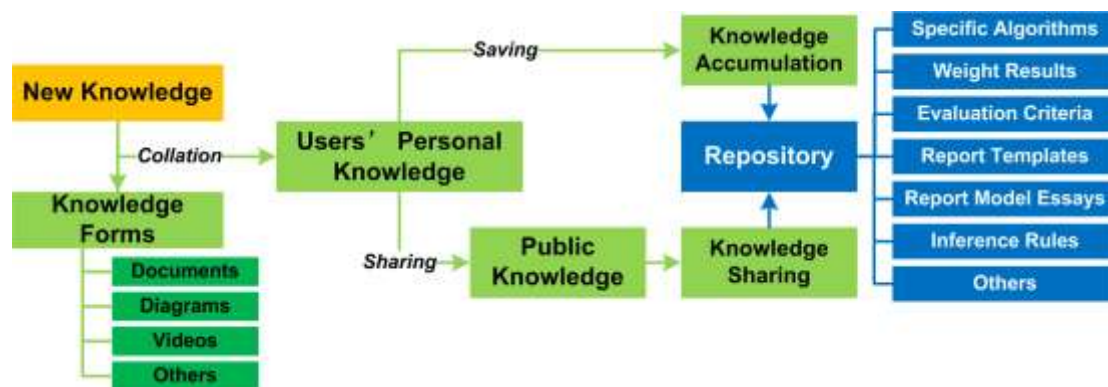 New Knowledge
Collation
Knowledge
Forms
Documents
Diagrams
Videos
Others
Users' Personal
Knowledge
Saving
Sharing
Public
Knowledge
Knowledge
Accumulation
Repository
Knowledge
Sharing
Specific Algorithms
Weight Results
Evaluation Criteria
Report Templates
Report Model Essays
Inference Rules
Others